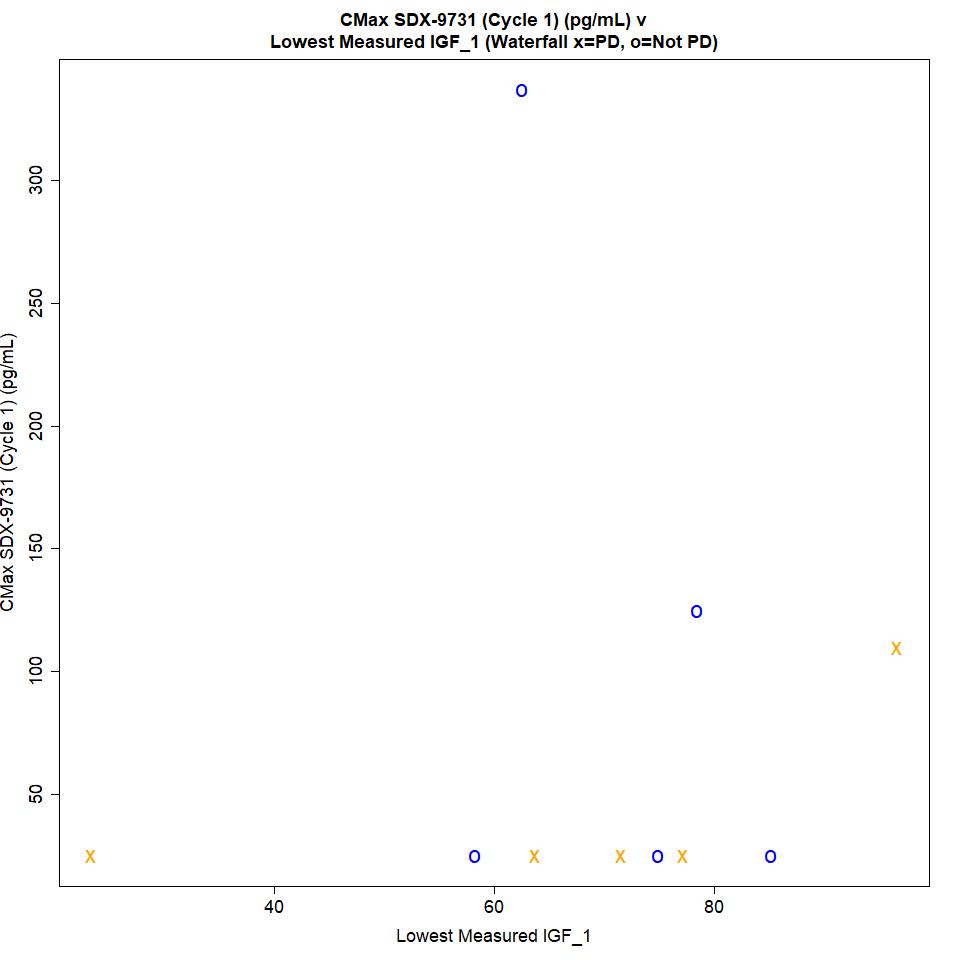 CMax SDX-9731 (Cycle 1) (pg/mL) v
Lowest Measured IGF_1 (Waterfall x=PD, o=Not PD)
CMax SDX-9731 (Cycle 1) (pg/mL)
300
250
200
150
100
50
O
O
X
X
O
X
X
O
X
O
40
60
80
Lowest Measured IGF_1